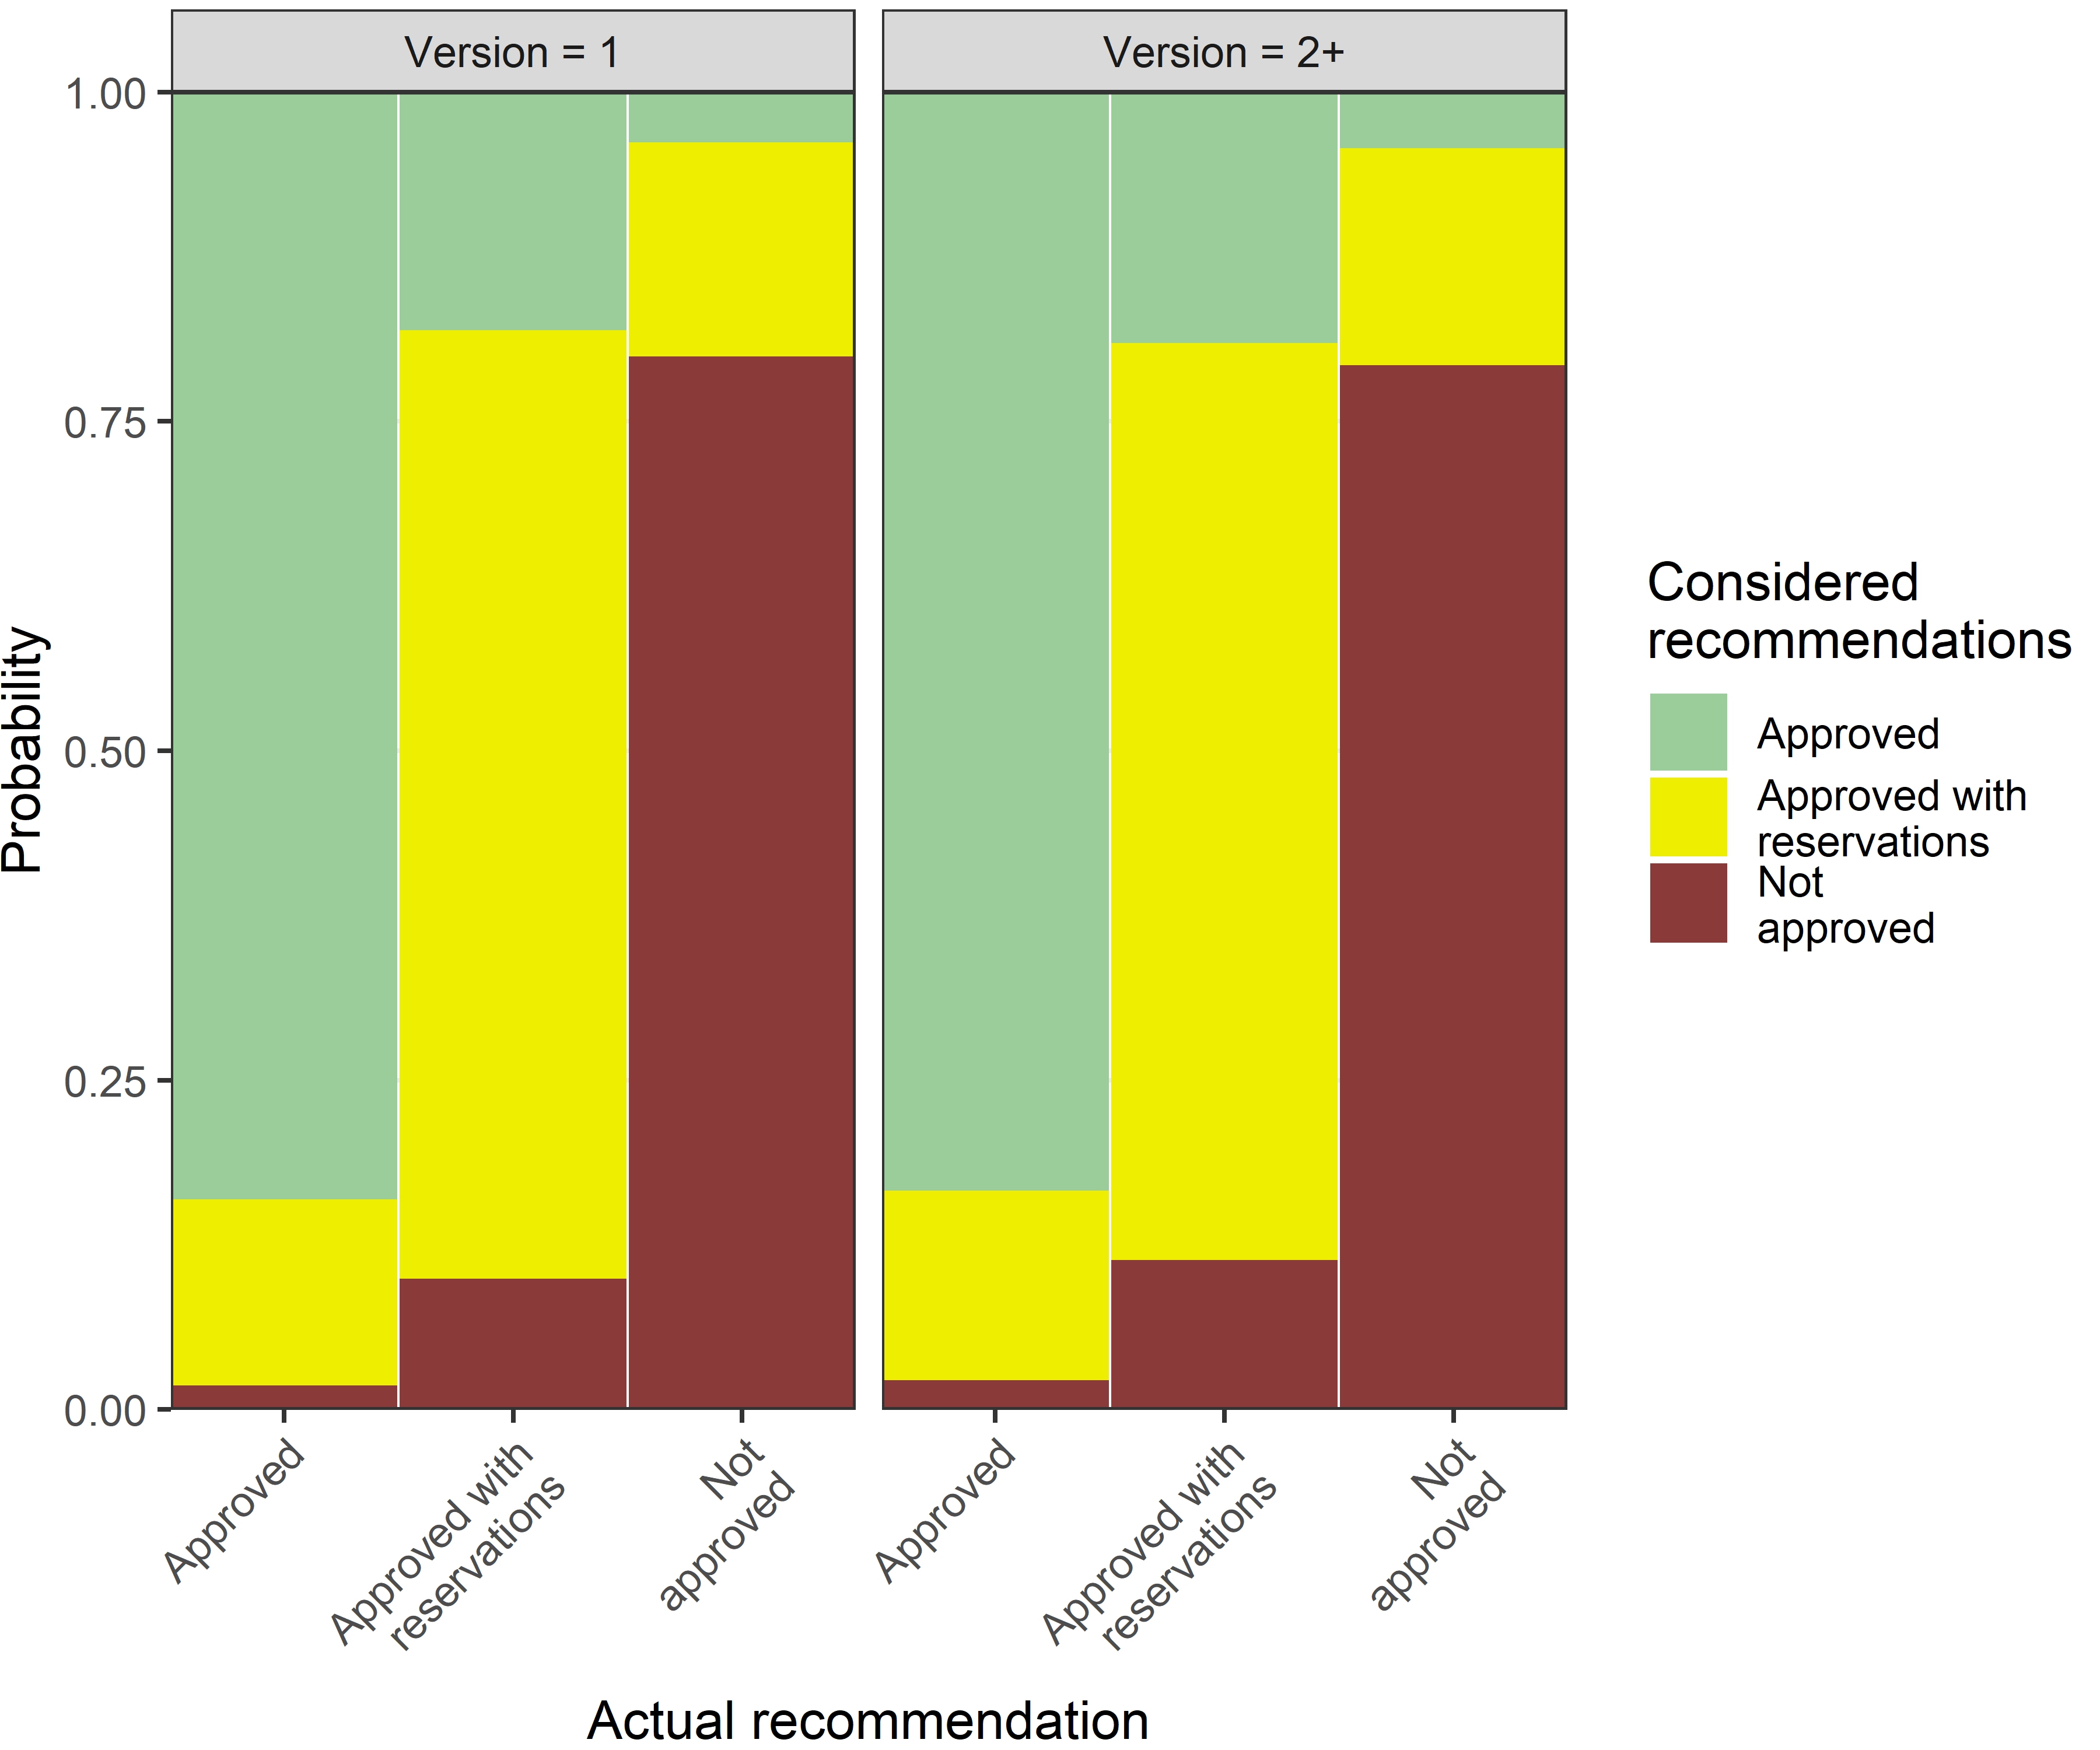 Version = 1
Version = 2+
1.00
0.75
0.50
0.25
0.00
Probability
Approved
Approved with
reservations
Not
approved
Approved
Approved with
reservations
Not
approved
Actual recommendation
Considered
recommendations
Approved
Approved with
reservations
Not
approved